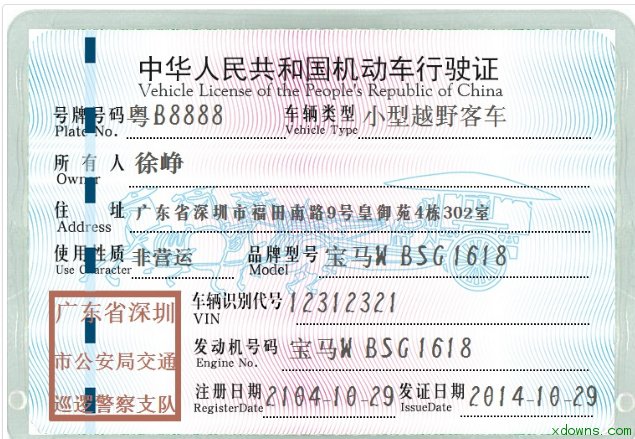 中华人民共和国机动车行驶证
Vehicle License of the People's Republic of China
号牌号码 粤B8888 车辆类型 小型越野客车
Plate No. Vehicle Type
所有人 徐峥
Owner
住址 广东省深圳市福田南路9号皇御苑4栋302室
Address
使用性质 非营运 品牌型号 宝马W BSG1618
Use Character Model
广东省深圳
市公安局交通
巡逻警察支队
车辆识别代号 12312321
VIN
发动机号码 宝马W BSG1618
Engine No.
注册日期 2104-10-29 发证日期 2014-10-29
RegisterDate IssueDate
xdowns.com